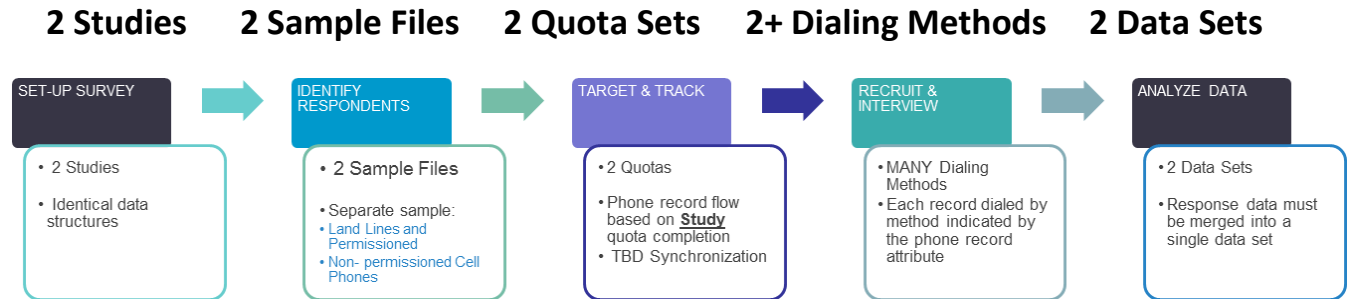 2 Studies
2 Sample Files
2 Quota Sets
2+ Dialing Methods
2 Data Sets
SET-UP SURVEY
• 2 Studies
• Identical data
structures
IDENTIFY
RESPONDENTS
• 2 Sample Files
• Separate sample:
• Land Lines and
Permissioned
• Non- permissioned Cell
Phones
TARGET & TRACK
• 2 Quotas
• Phone record flow
based on Study
quota completion
• TBD Synchronization
RECRUIT &
INTERVIEW
• MANY Dialing
Methods
• Each record dialed by
method indicated by
the phone record
attribute
ANALYZE DATA
• 2 Data Sets
• Response data must
be merged into a
single data set